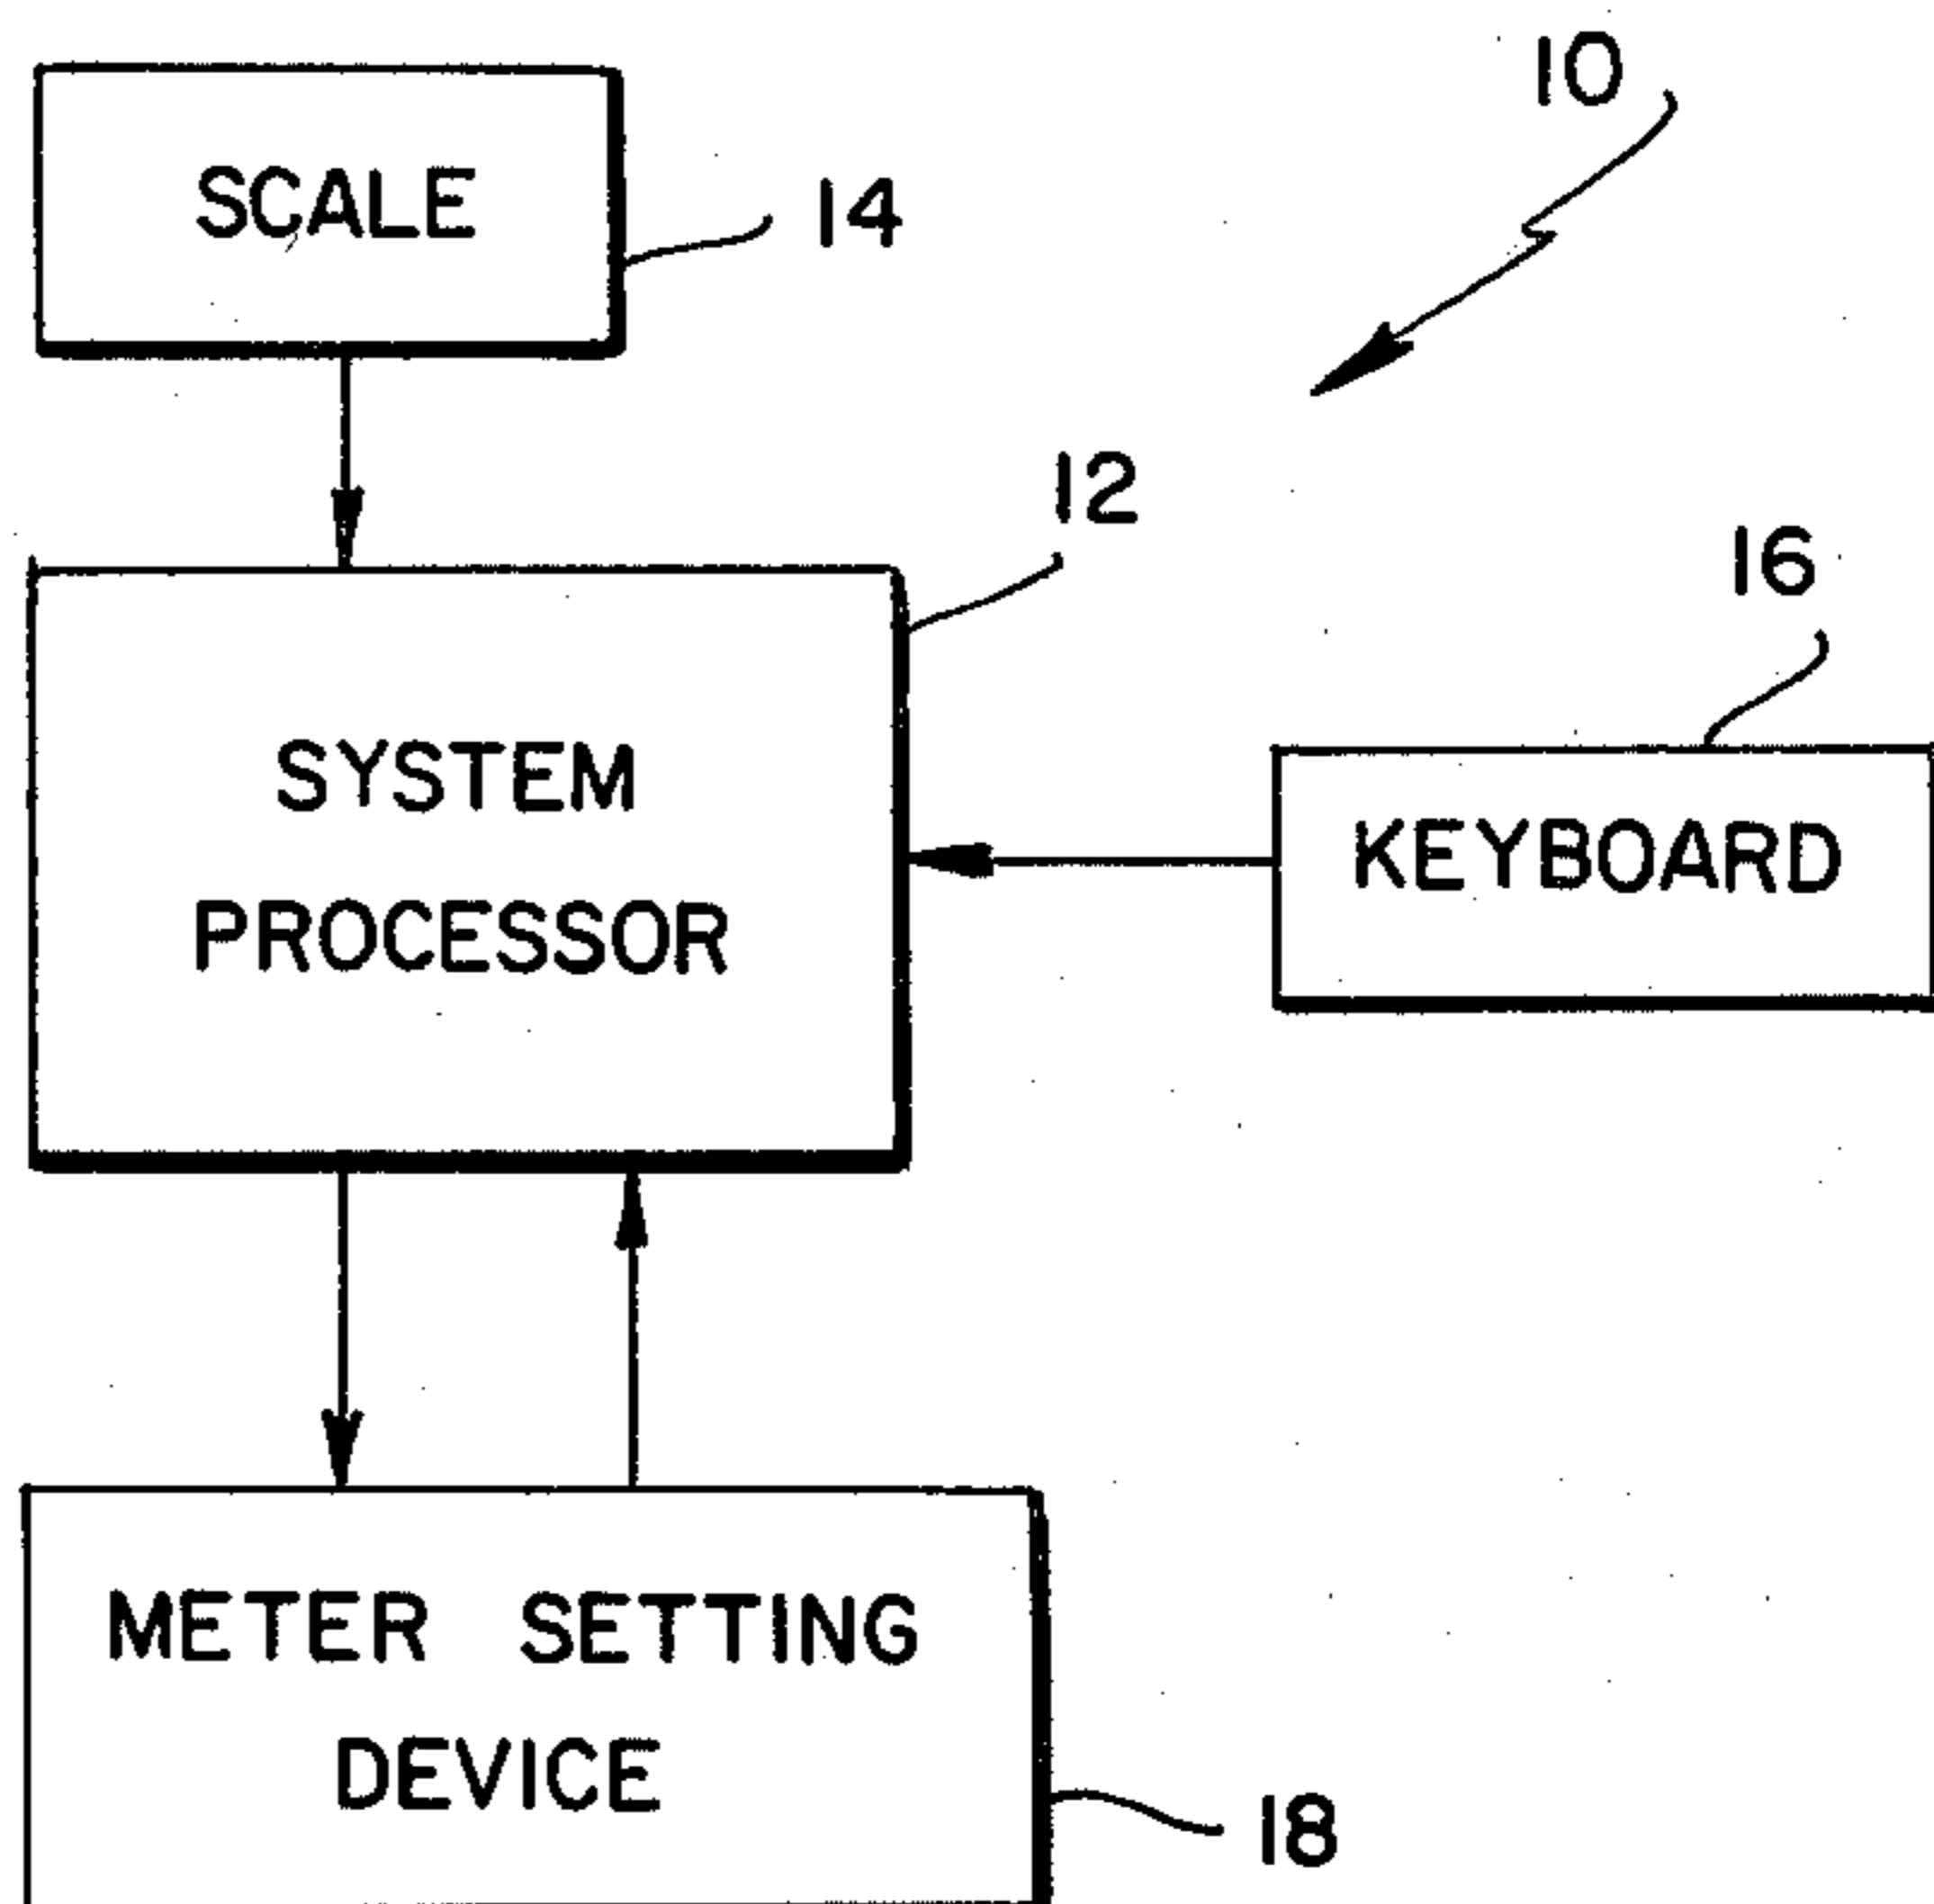 10
SCALE
14
12
16
SYSTEM
PROCESSOR
KEYBOARD
METER SETTING
DEVICE
18